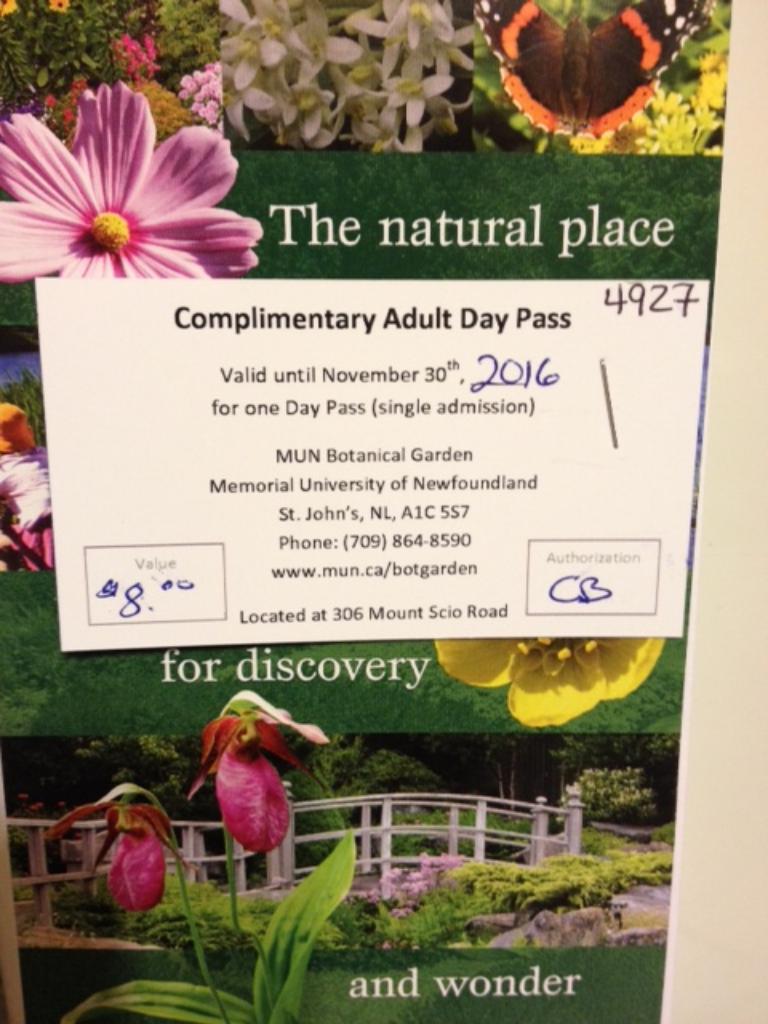 The natural place
4927
Complimentary Adult Day Pass
Valid until November 30th, 2016
for one Day Pass (single admission)
MUN Botanical Garden
Memorial University of Newfoundland
St. John's, NL, A1C 5S7
Phone: (709) 864-8590
www.mun.ca/botgarden
Located at 306 Mount Scio Road
Value
$8.00
Authorization
CB
for discovery
and wonder